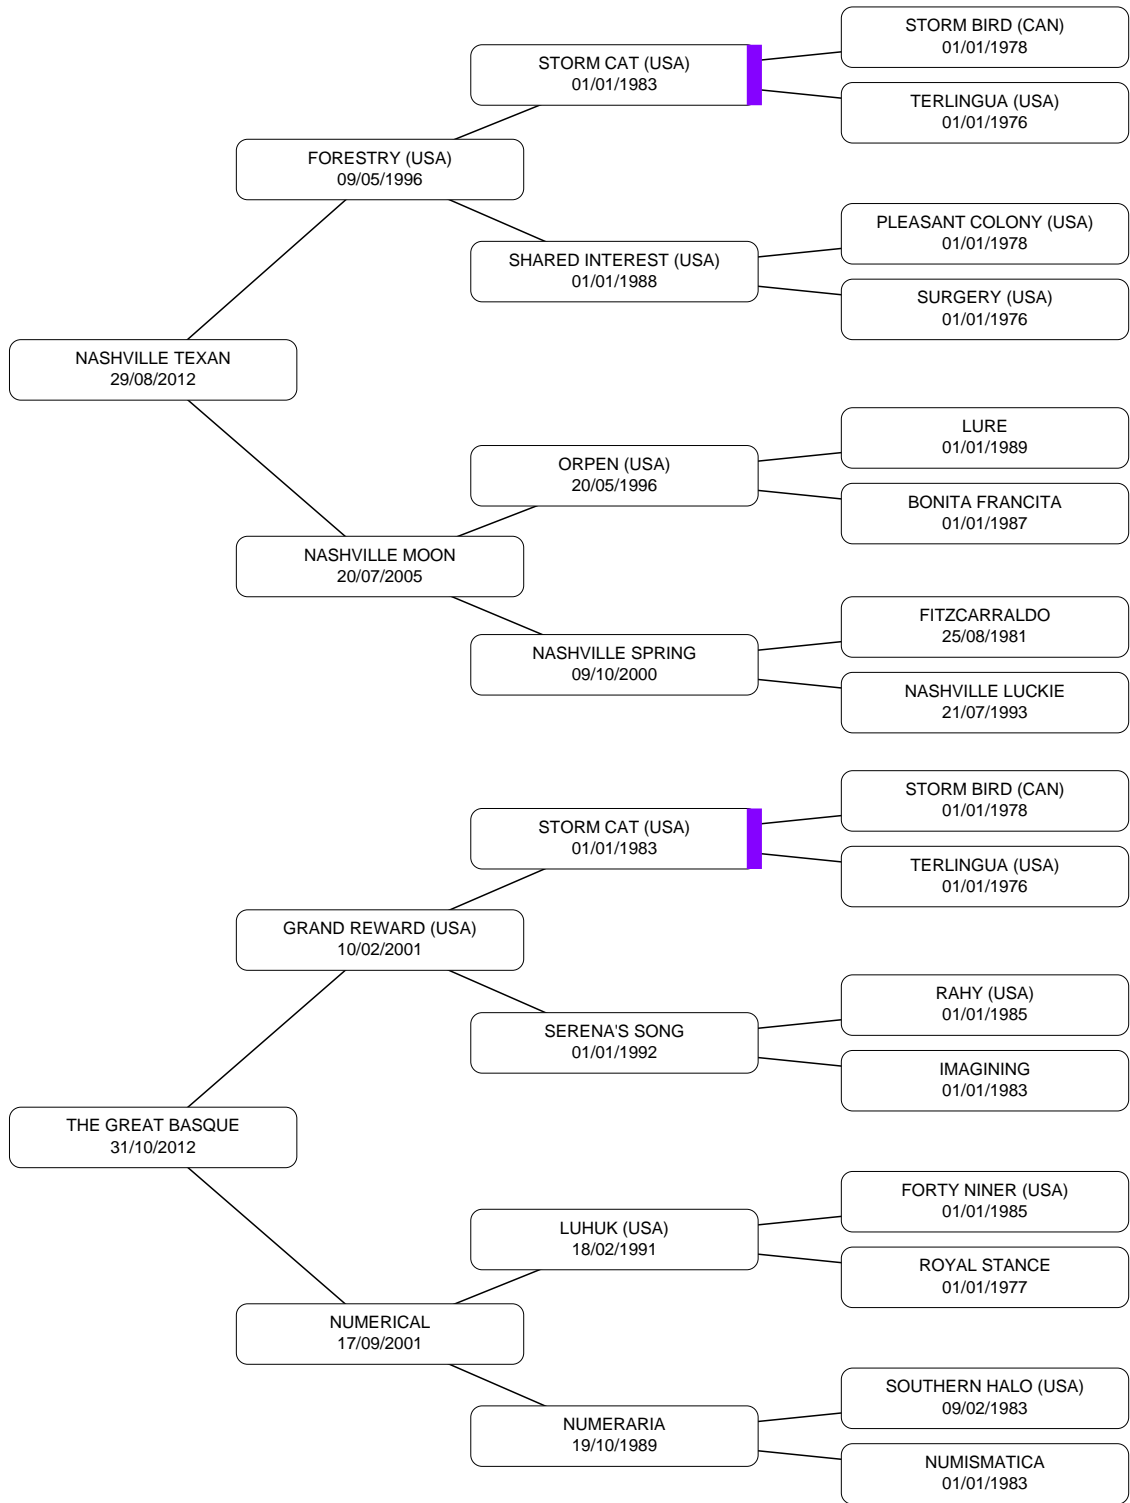 STORM BIRD (CAN)
01/01/1978
STORM CAT (USA)
01/01/1983
TERLINGUA (USA)
01/01/1976
FORESTRY (USA)
09/05/1996
PLEASANT COLONY (USA)
01/01/1978
SHARED INTEREST (USA)
01/01/1988
SURGERY (USA)
01/01/1976
NASHVILLE TEXAN
29/08/2012
LURE
01/01/1989
ORPEN (USA)
20/05/1996
BONITA FRANCITA
01/01/1987
NASHVILLE MOON
20/07/2005
FITZCARRALDO
25/08/1981
NASHVILLE SPRING
09/10/2000
NASHVILLE LUCKIE
21/07/1993
STORM BIRD (CAN)
01/01/1978
STORM CAT (USA)
01/01/1983
TERLINGUA (USA)
01/01/1976
GRAND REWARD (USA)
10/02/2001
RAHY (USA)
01/01/1985
SERENA'S SONG
01/01/1992
IMAGINING
01/01/1983
THE GREAT BASQUE
31/10/2012
FORTY NINER (USA)
01/01/1985
LUHUK (USA)
18/02/1991
ROYAL STANCE
01/01/1977
NUMERICAL
17/09/2001
SOUTHERN HALO (USA)
09/02/1983
NUMERARIA
19/10/1989
NUMISMATICA
01/01/1983